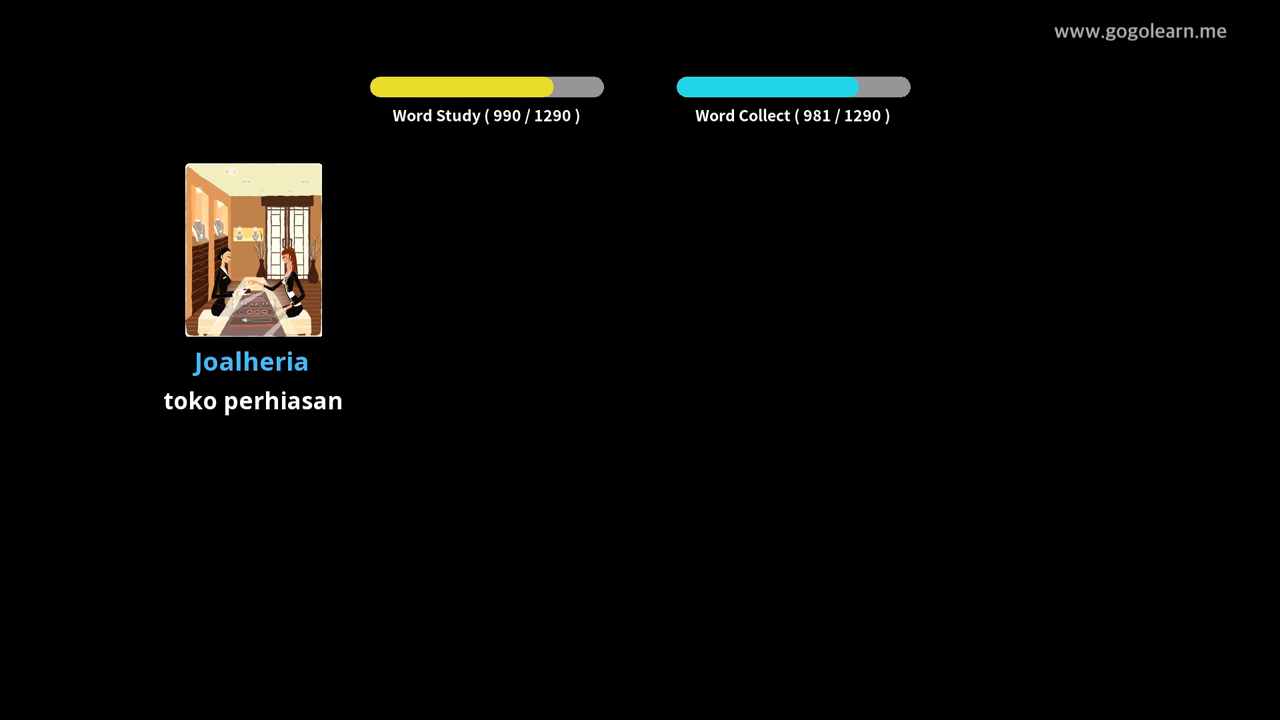 www.gogolearn.me
Word Study ( 990 / 1290 )
Word Collect ( 981 / 1290 )
Joalheria
toko perhiasan